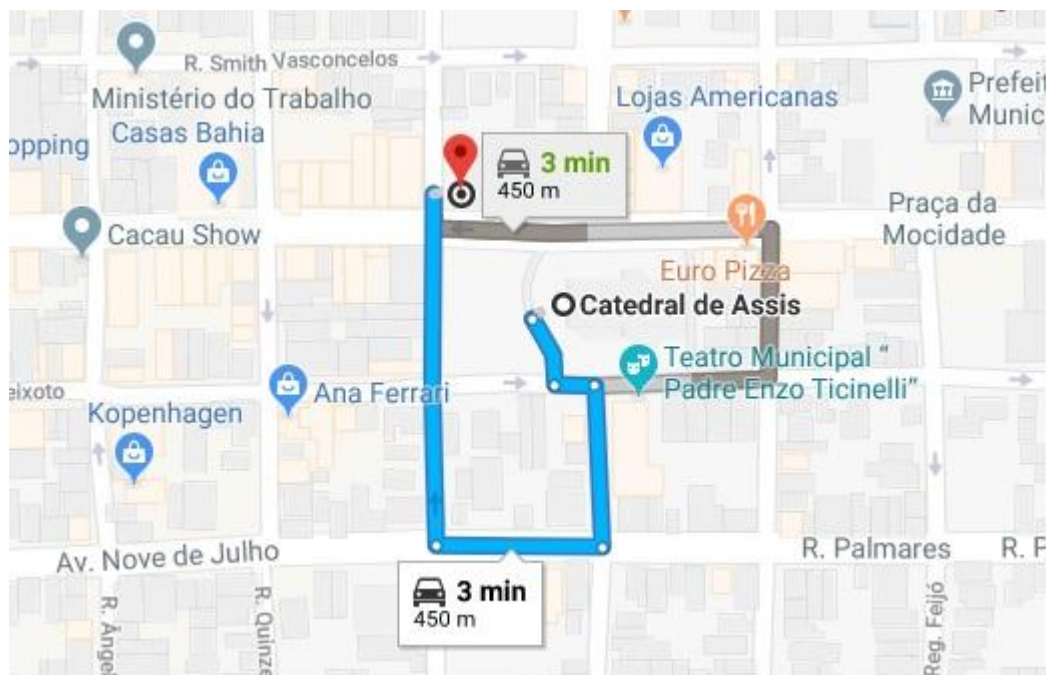 R. Smith Vasconcelos
Ministério do Trabalho
Casas Bahia
opping
Lojas Americanas
Prefeit
Munic
3 min
450 m
Cacau Show
Praça da
Mocidade
Euro Pizza
Catedral de Assis
Teatro Municipal “
Padre Enzo Ticinelli”
eixoto
Ana Ferrari
Kopenhagen
Av. Nove de Julho
R. Palmares
R. P
3 min
450 m
R. Ânge
R. Quinze
Reg. Feijó